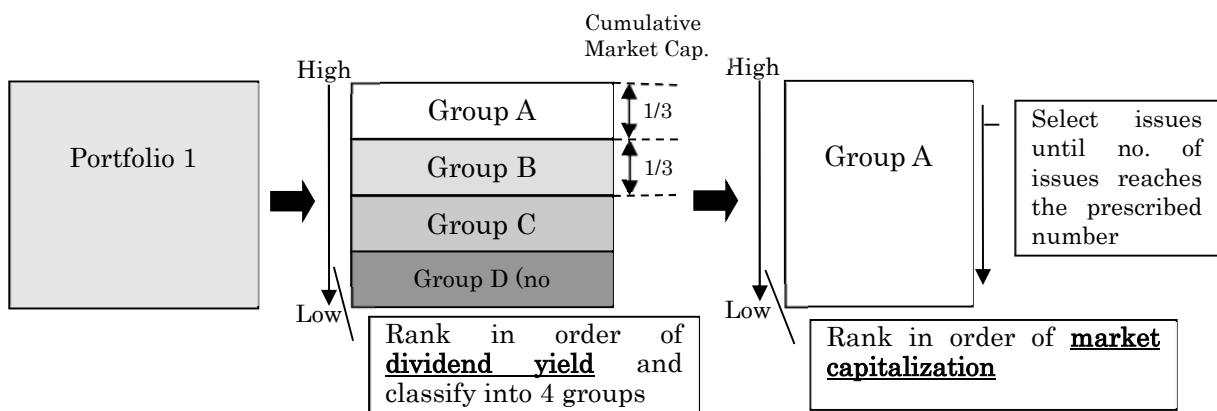 Cumulative
Market Cap.
High
High
Portfolio 1
Group A
1/3
Group B
1/3
Group C
Group D (no
Low
Rank in order of
dividend yield and
classify into 4 groups
Group A
Low
Rank in order of market
capitalization
Select issues
until no. of
issues reaches
the prescribed
number